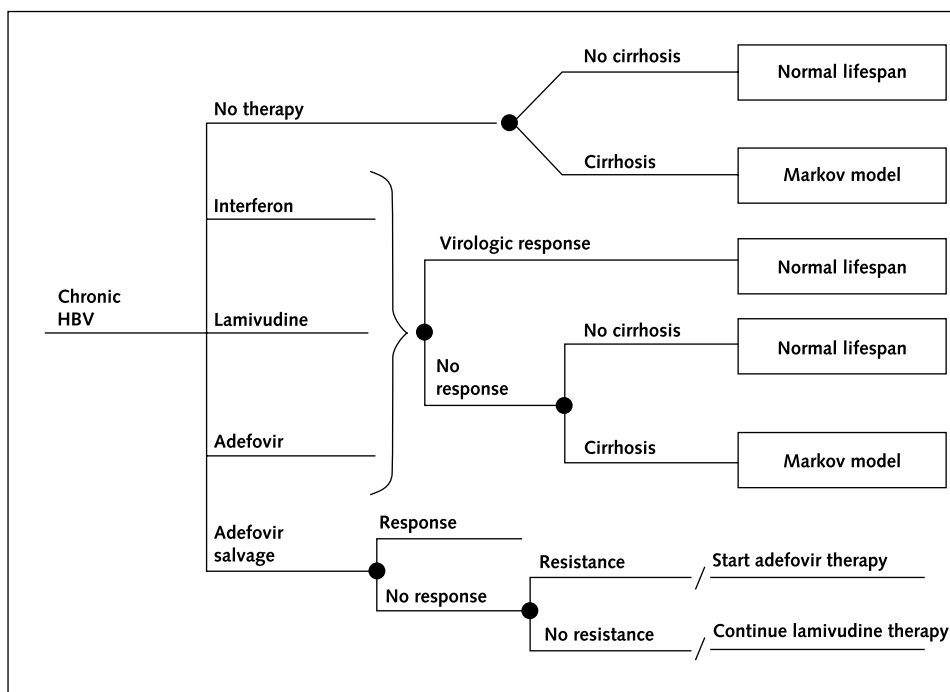 No cirrhosis
Normal lifespan
No therapy
Cirrhosis
Markov model
Interferon
Virologic response
Normal lifespan
Chronic
HBV
Lamivudine
No cirrhosis
Normal lifespan
No
response
Adefovir
Cirrhosis
Markov model
Adefovir
salvage
Response
Resistance
Start adefovir therapy
No response
No resistance
Continue lamivudine therapy